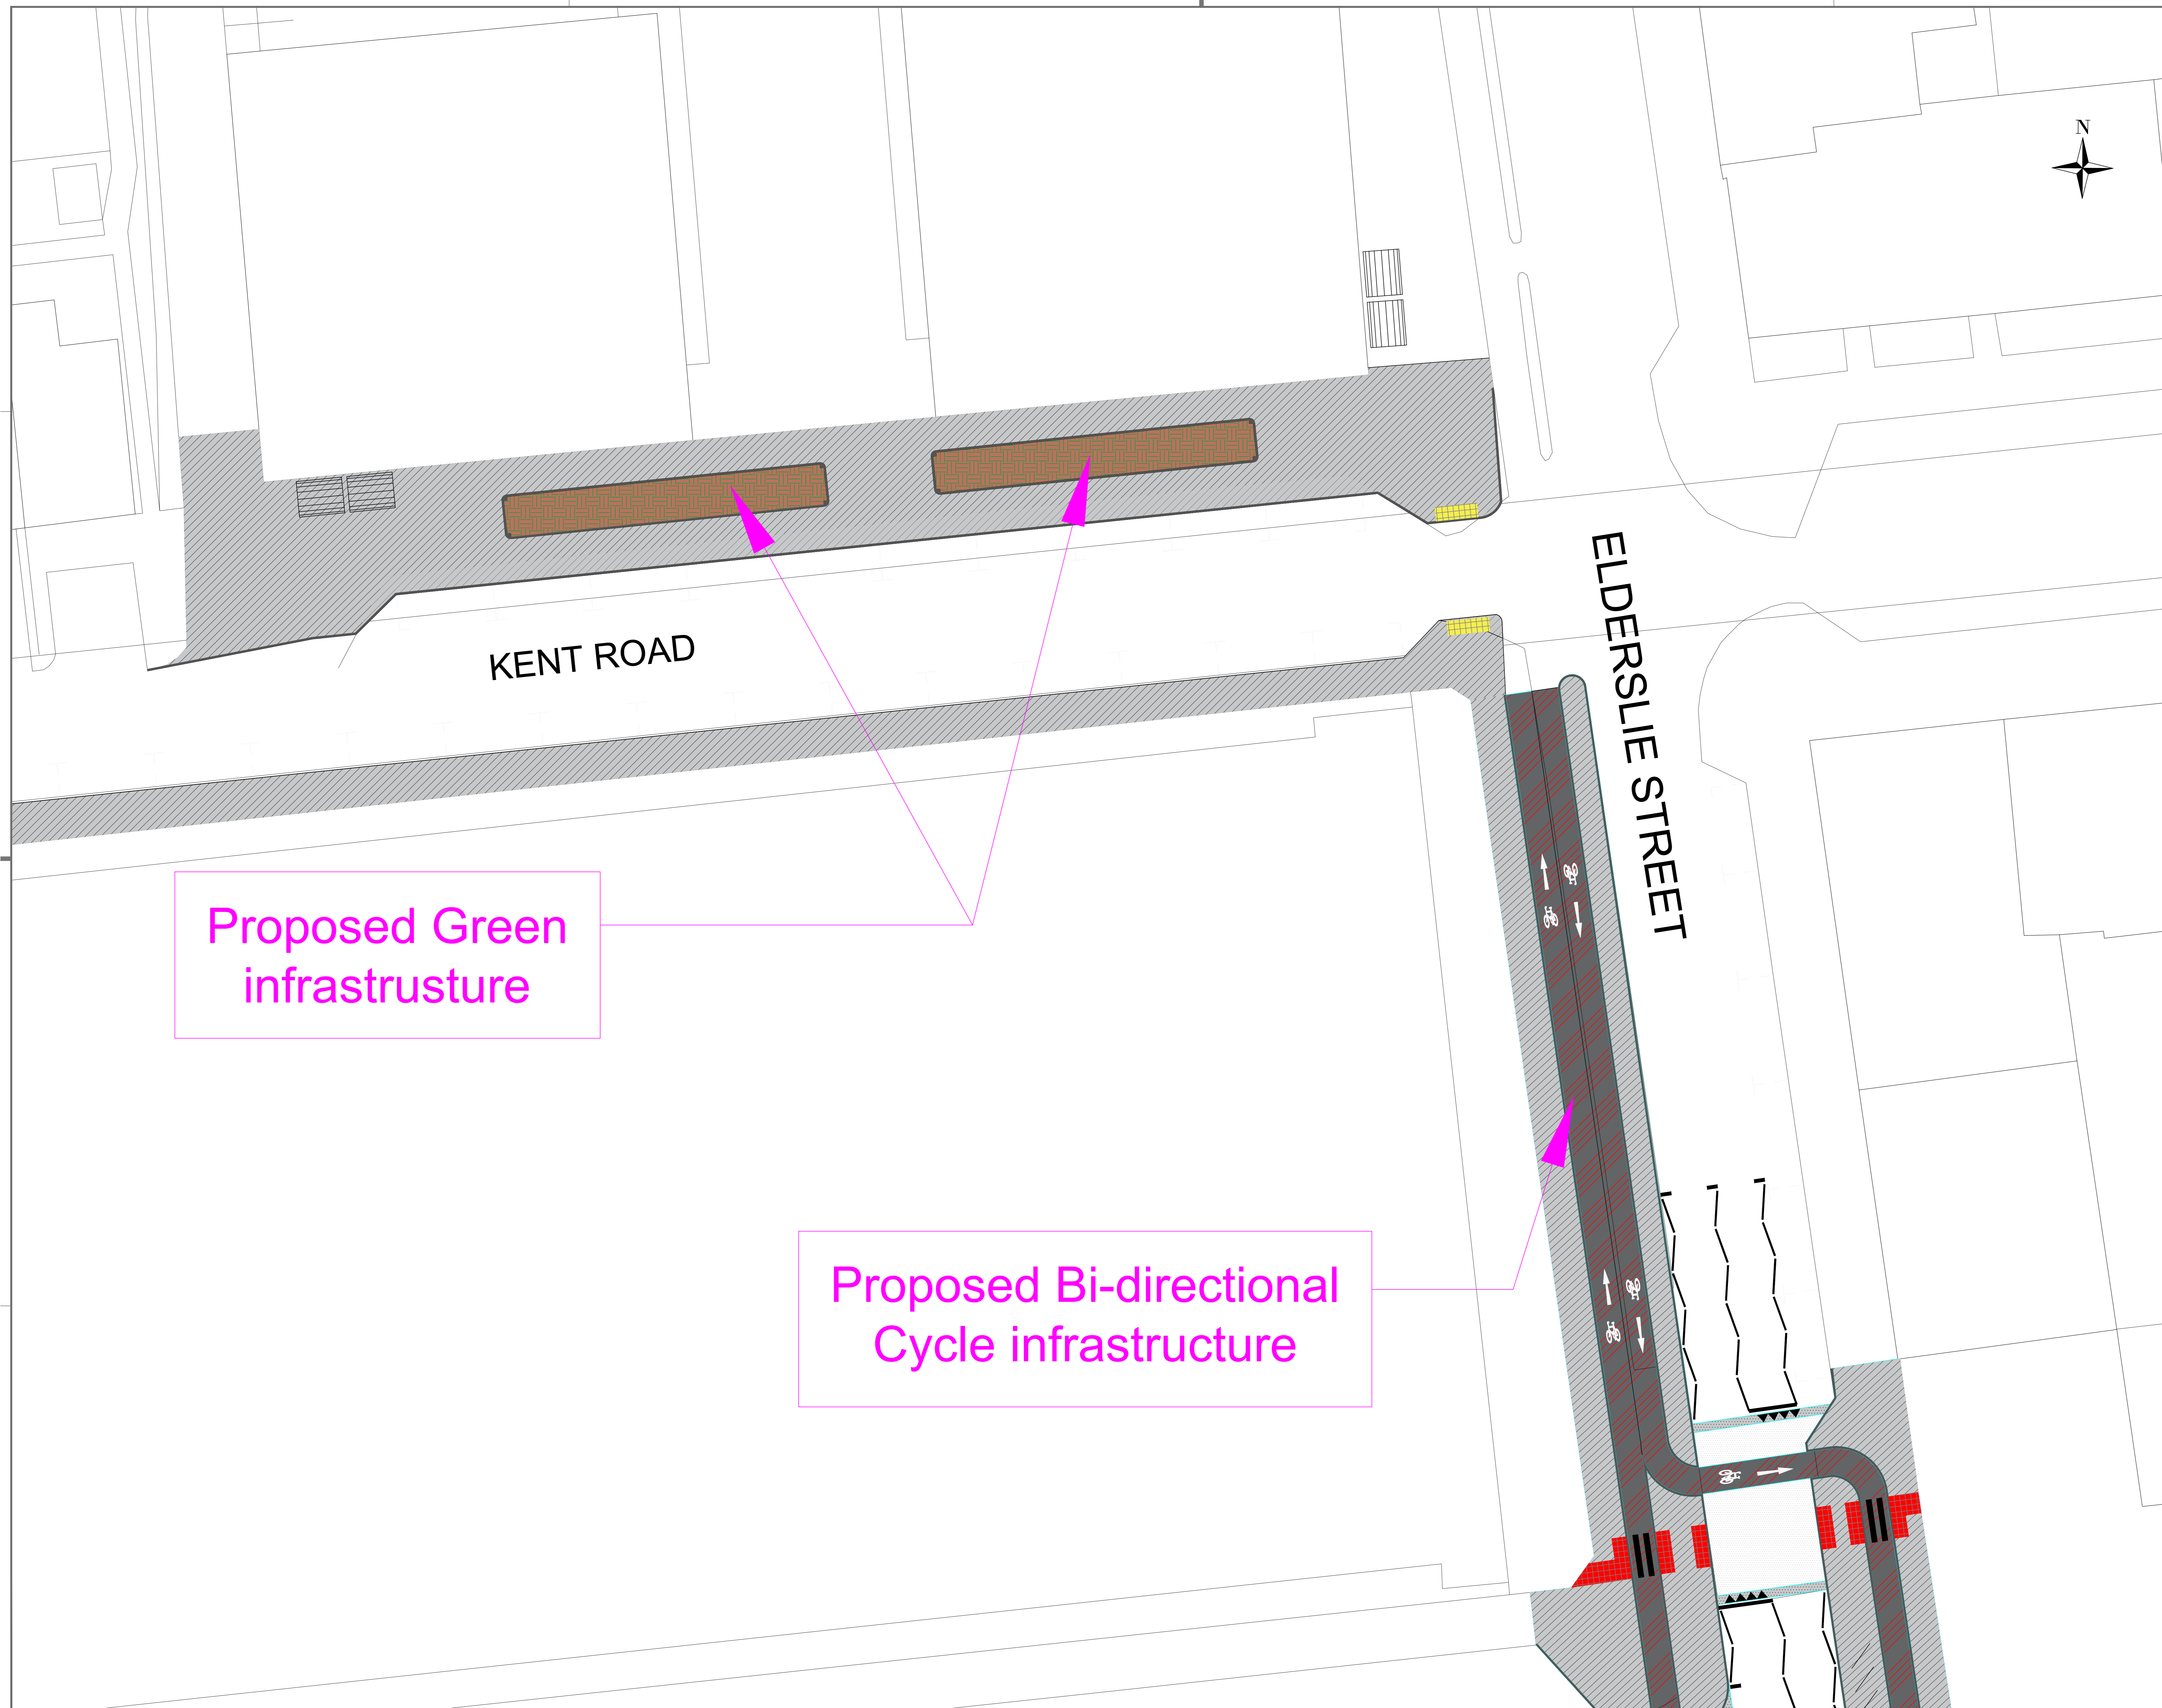 N
ELDERSLIE STREET
KENT ROAD
Proposed Green
infrastrusture
Proposed Bi-directional
Cycle infrastructure